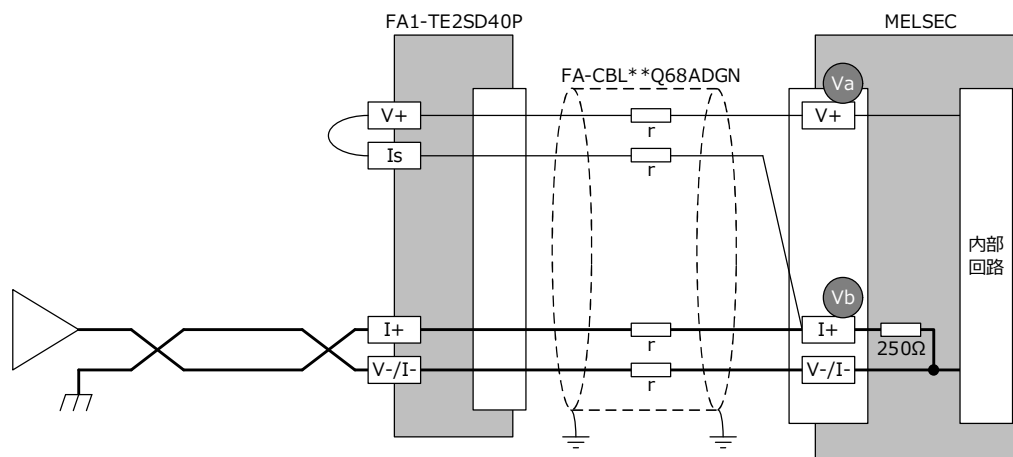 FA1-TE2SD40P
MELSEC
FA-CBL**Q68ADGN
Va
V+
r
V+
Is
r
内部
回路
Vb
I+
r
I+
250Ω
V-/I-
r
V-/I-